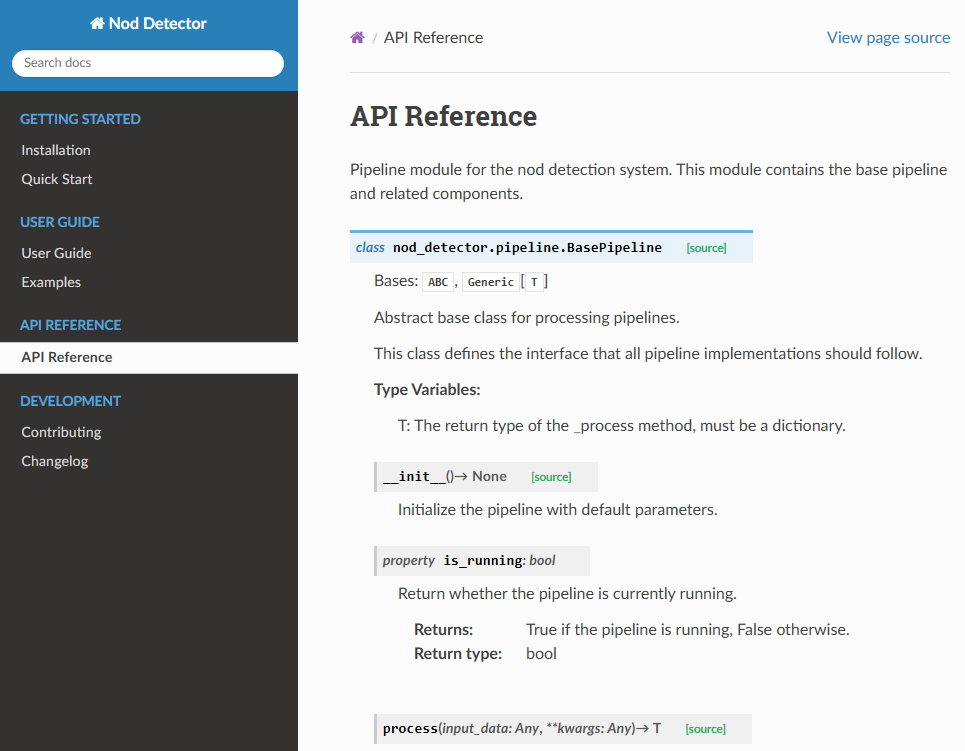 Nod Detector
Search docs
GETTING STARTED
Installation
Quick Start
USER GUIDE
User Guide
Examples
API REFERENCE
API Reference
DEVELOPMENT
Contributing
Changelog
/ API Reference
View page source
API Reference
Pipeline module for the nod detection system. This module contains the base pipeline
and related components.
class nod_detector.pipeline.BasePipeline [source]
Bases: ABC, Generic[T]
Abstract base class for processing pipelines.
This class defines the interface that all pipeline implementations should follow.
Type Variables:
T: The return type of the _process method, must be a dictionary.
__init__()→ None [source]
Initialize the pipeline with default parameters.
property is_running: bool
Return whether the pipeline is currently running.
Returns: True if the pipeline is running, False otherwise.
Return type: bool
process(input_data: Any, **kwargs: Any)→ T [source]